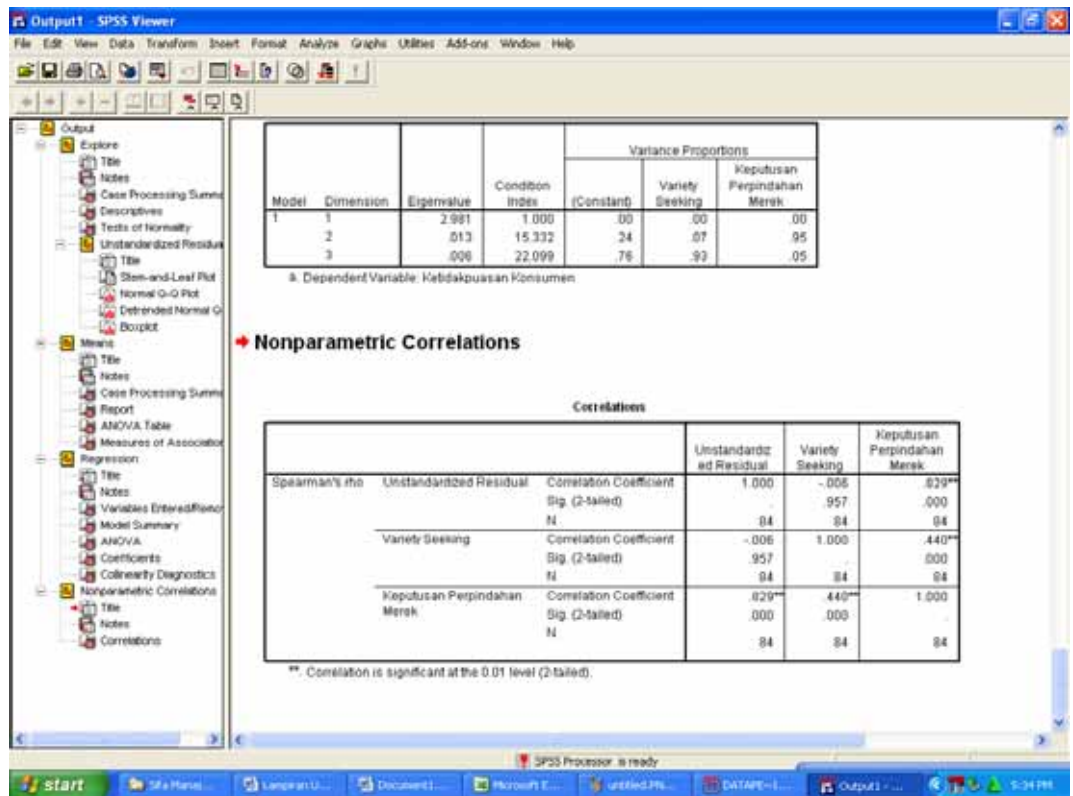 Output1 - SPSS Viewer
File Edit View Data Transform Insert Format Analyze Graphs Utilities Add-ons Window Help
Output
Explore
Title
Notes
Case Processing Summa
Descriptives
Tests of Normality
Unstandardized Residua
Title
Stem-and-Leaf Plot
Normal Q-Q Plot
Detrended Normal Q
Boxplot
Means
Title
Notes
Case Processing Summa
Report
ANOVA Table
Measures of Association
Regression
Title
Notes
Variables Entered/Remov
Model Summary
ANOVA
Coefficients
Collinearity Diagnostics
Nonparametric Correlations
Title
Notes
Correlations
Variance Proportions
Model Dimension Eigenvalue Condition Index (Constant) Variety Seeking Keputusan Perpindahan Merek
1 1 2.981 1.000 .00 .00 .00
2 .013 15.332 .24 .07 .95
3 .006 22.099 .76 .93 .05
a. Dependent Variable: Ketidakpuasan Konsumen
Nonparametric Correlations
Correlations
Unstandardiz ed Residual Variety Seeking Keputusan Perpindahan Merek
Spearman's rho Unstandardized Residual Correlation Coefficient 1.000 -.006 .829**
Sig. (2-tailed) . .957 .000
N 84 84 84
Variety Seeking Correlation Coefficient -.006 1.000 .440**
Sig. (2-tailed) .957 . .000
N 84 84 84
Keputusan Perpindahan Merek Correlation Coefficient .829** .440** 1.000
Sig. (2-tailed) .000 .000 .
N 84 84 84
**. Correlation is significant at the 0.01 level (2-tailed).
SPSS Processor is ready
start
Document1...
Microsoft E...
Output1 - ...
5:34 PM